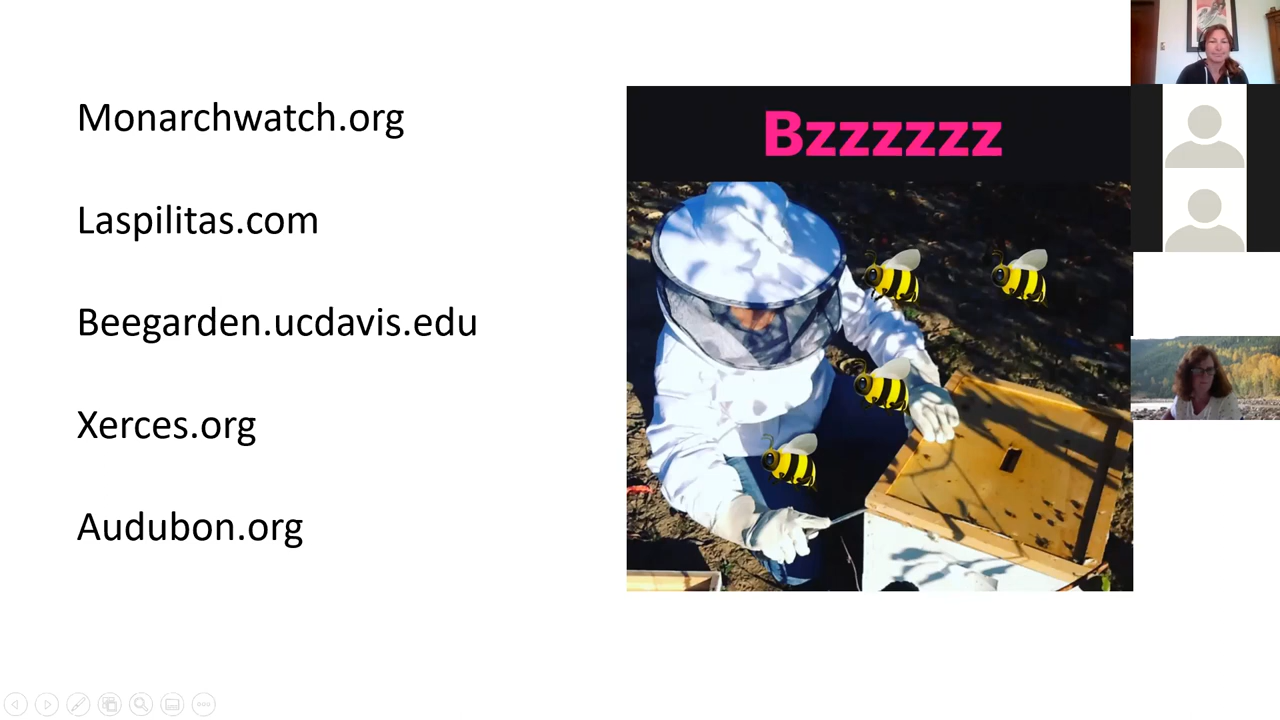 Monarchwatch.org
Laspilitas.com
Beegarden.ucdavis.edu
Xerces.org
Audubon.org
Bzzzzzz